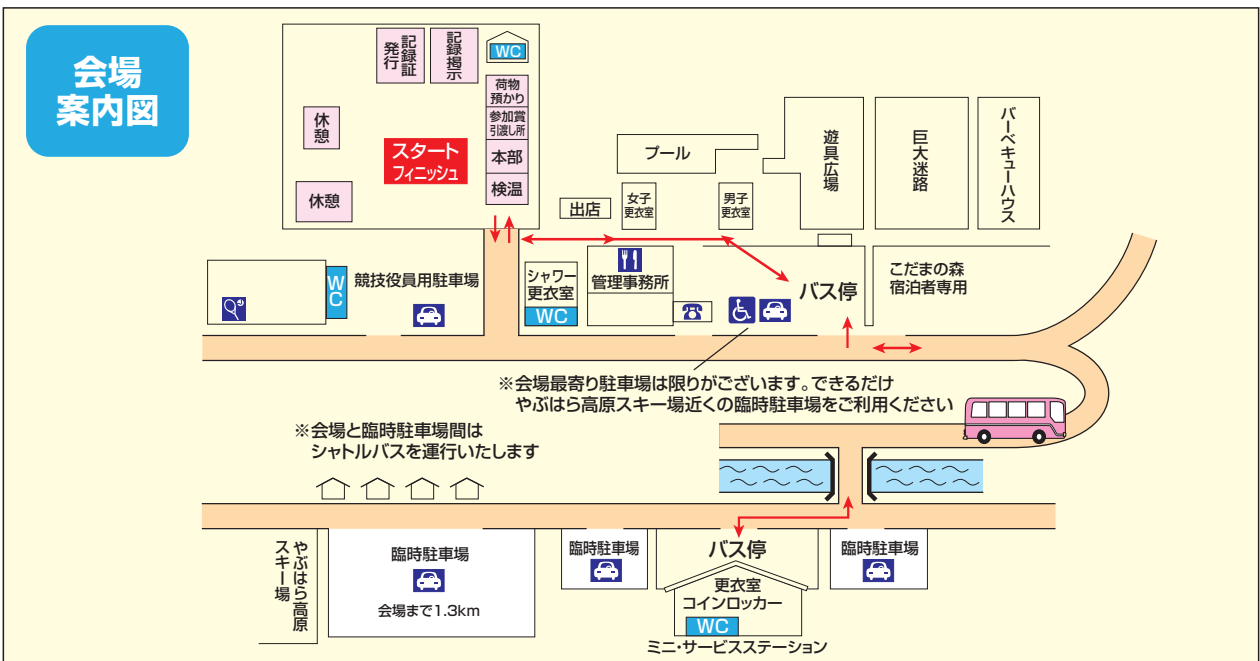 会場
案内図
記録証
発行
記録掲示
WC
荷物
預かり
参加賞
引渡し所
本部
検温
休憩
休憩
スタート
フィニッシュ
プール
出店
女子
更衣室
男子
更衣室
遊具広場
巨大迷路
バーベキューハウス
WC
競技役員用駐車場
シャワー
更衣室
WC
管理事務所
バス停
こだまの森
宿泊者専用
※会場最寄り駐車場は限りがございます。できるだけ
やぶはら高原スキー場近くの臨時駐車場をご利用ください
※会場と臨時駐車場間は
シャトルバスを運行いたします
やぶはら高原
スキー場
臨時駐車場
会場まで1.3km
臨時駐車場
バス停
臨時駐車場
更衣室
コインロッカー
WC
ミニ・サービスステーション